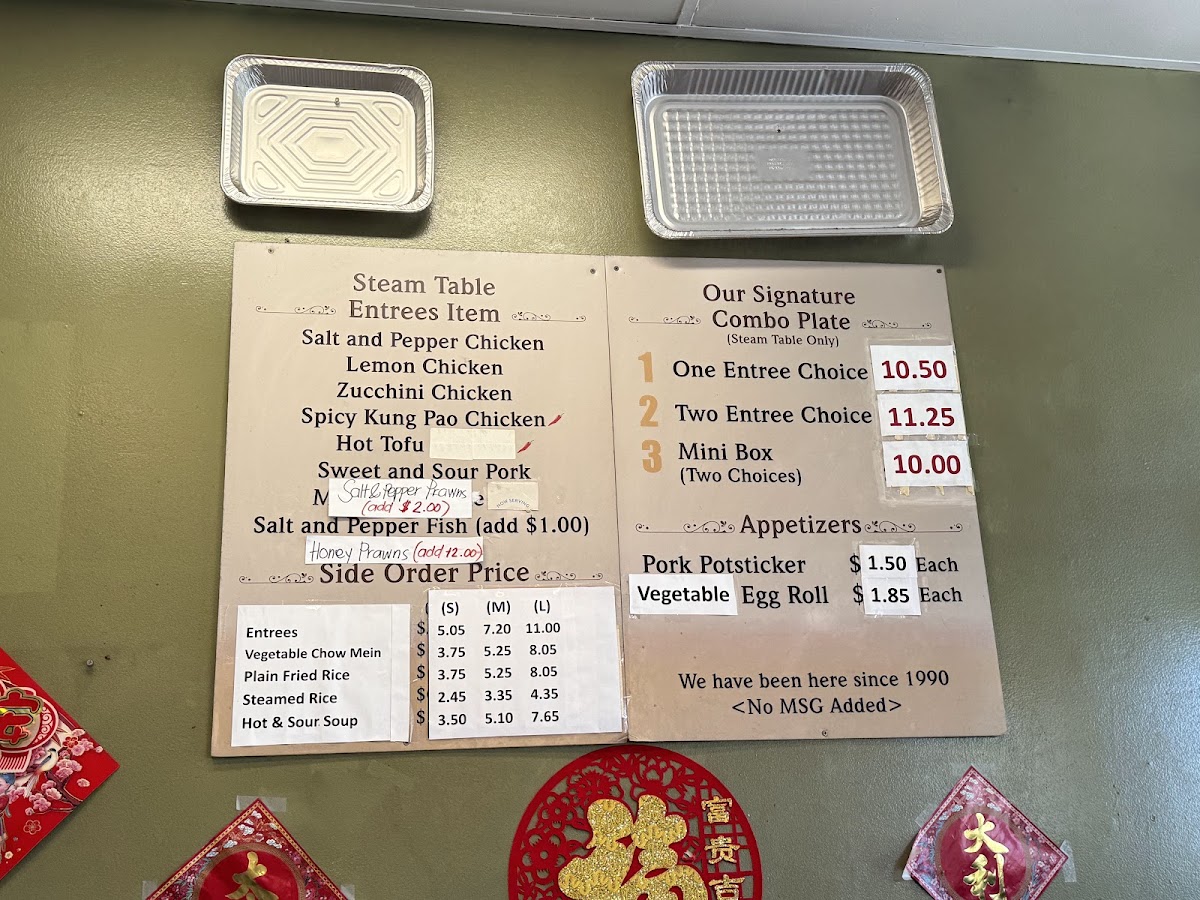 Steam Table
Entrees Item
Salt and Pepper Chicken
Lemon Chicken
Zucchini Chicken
Spicy Kung Pao Chicken
Hot Tofu
Sweet and Sour Pork
Salt & Pepper Prawns
(add $2.00)
Salt and Pepper Fish (add $1.00)
Honey Prawns (add +2.00)
Side Order Price
(S) (M) (L)
Entrees $ 5.05 7.20 11.00
Vegetable Chow Mein $ 3.75 5.25 8.05
Plain Fried Rice $ 3.75 5.25 8.05
Steamed Rice $ 2.45 3.35 4.35
Hot & Sour Soup $ 3.50 5.10 7.65
Our Signature
Combo Plate
(Steam Table Only)
1 One Entree Choice 10.50
2 Two Entree Choice 11.25
3 Mini Box 10.00
(Two Choices)
Appetizers
Pork Potsticker $ 1.50 Each
Vegetable Egg Roll $ 1.85 Each
We have been here since 1990
<No MSG Added>
富贵吉
大利